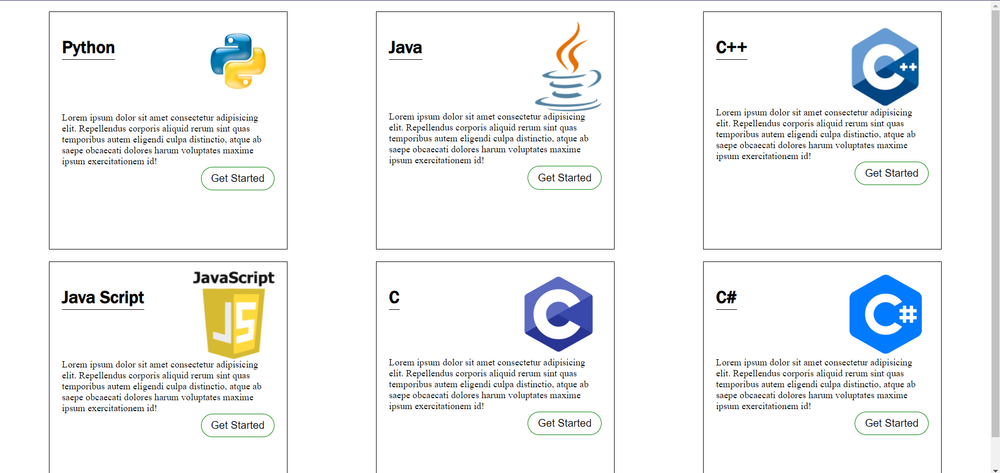 Python
Lorem ipsum dolor sit amet consectetur adipisicing
elit. Repellendus corporis aliquid rerum sint quas
temporibus autem eligendi culpa distinctio, atque ab
saepe obcaecati dolores harum voluptates maxime
ipsum exercitationem id!
Get Started
Java
Lorem ipsum dolor sit amet consectetur adipisicing
elit. Repellendus corporis aliquid rerum sint quas
temporibus autem eligendi culpa distinctio, atque ab
saepe obcaecati dolores harum voluptates maxime
ipsum exercitationem id!
Get Started
C++
C++
Lorem ipsum dolor sit amet consectetur adipisicing
elit. Repellendus corporis aliquid rerum sint quas
temporibus autem eligendi culpa distinctio, atque ab
saepe obcaecati dolores harum voluptates maxime
ipsum exercitationem id!
Get Started
Java Script
JavaScript
JS
Lorem ipsum dolor sit amet consectetur adipisicing
elit. Repellendus corporis aliquid rerum sint quas
temporibus autem eligendi culpa distinctio, atque ab
saepe obcaecati dolores harum voluptates maxime
ipsum exercitationem id!
Get Started
C
C
Lorem ipsum dolor sit amet consectetur adipisicing
elit. Repellendus corporis aliquid rerum sint quas
temporibus autem eligendi culpa distinctio, atque ab
saepe obcaecati dolores harum voluptates maxime
ipsum exercitationem id!
Get Started
C#
C#
Lorem ipsum dolor sit amet consectetur adipisicing
elit. Repellendus corporis aliquid rerum sint quas
temporibus autem eligendi culpa distinctio, atque ab
saepe obcaecati dolores harum voluptates maxime
ipsum exercitationem id!
Get Started